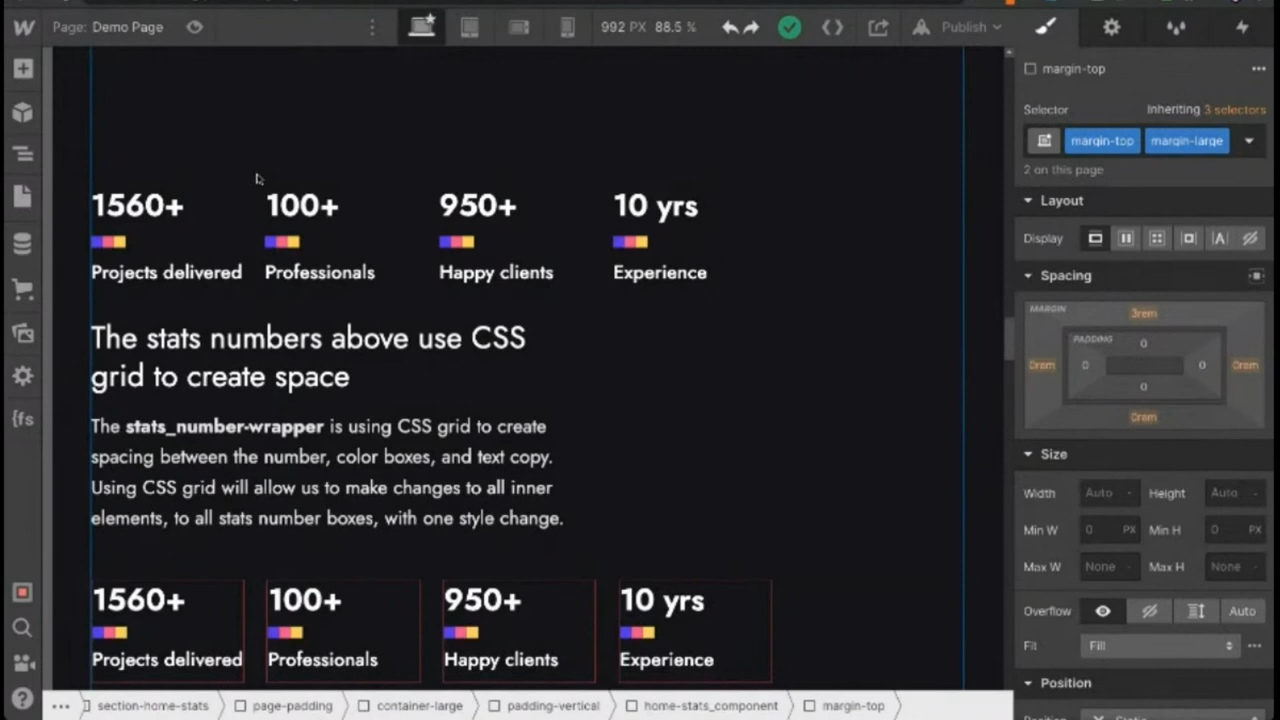 Page: Demo Page
992 PX 88.5 %
Publish
margin-top
Selector
Inheriting 3 selectors
margin-top
margin-large
2 on this page
Layout
Display
Spacing
MARGIN
3rem
PADDING
0
0rem
0
0
0rem
0
0rem
Size
Width
Auto
-
Height
Auto
-
Min W
0
PX
Min H
0
PX
Max W
None
-
Max H
None
-
Overflow
Auto
Fit
Fill
Position
Static
{fs
1560+
100+
950+
10 yrs
Projects delivered
Professionals
Happy clients
Experience
The stats numbers above use CSS
grid to create space
The stats_number-wrapper is using CSS grid to create
spacing between the number, color boxes, and text copy.
Using CSS grid will allow us to make changes to all inner
elements, to all stats number boxes, with one style change.
1560+
100+
950+
10 yrs
Projects delivered
Professionals
Happy clients
Experience
section-home-stats
page-padding
container-large
padding-vertical
home-stats_component
margin-top